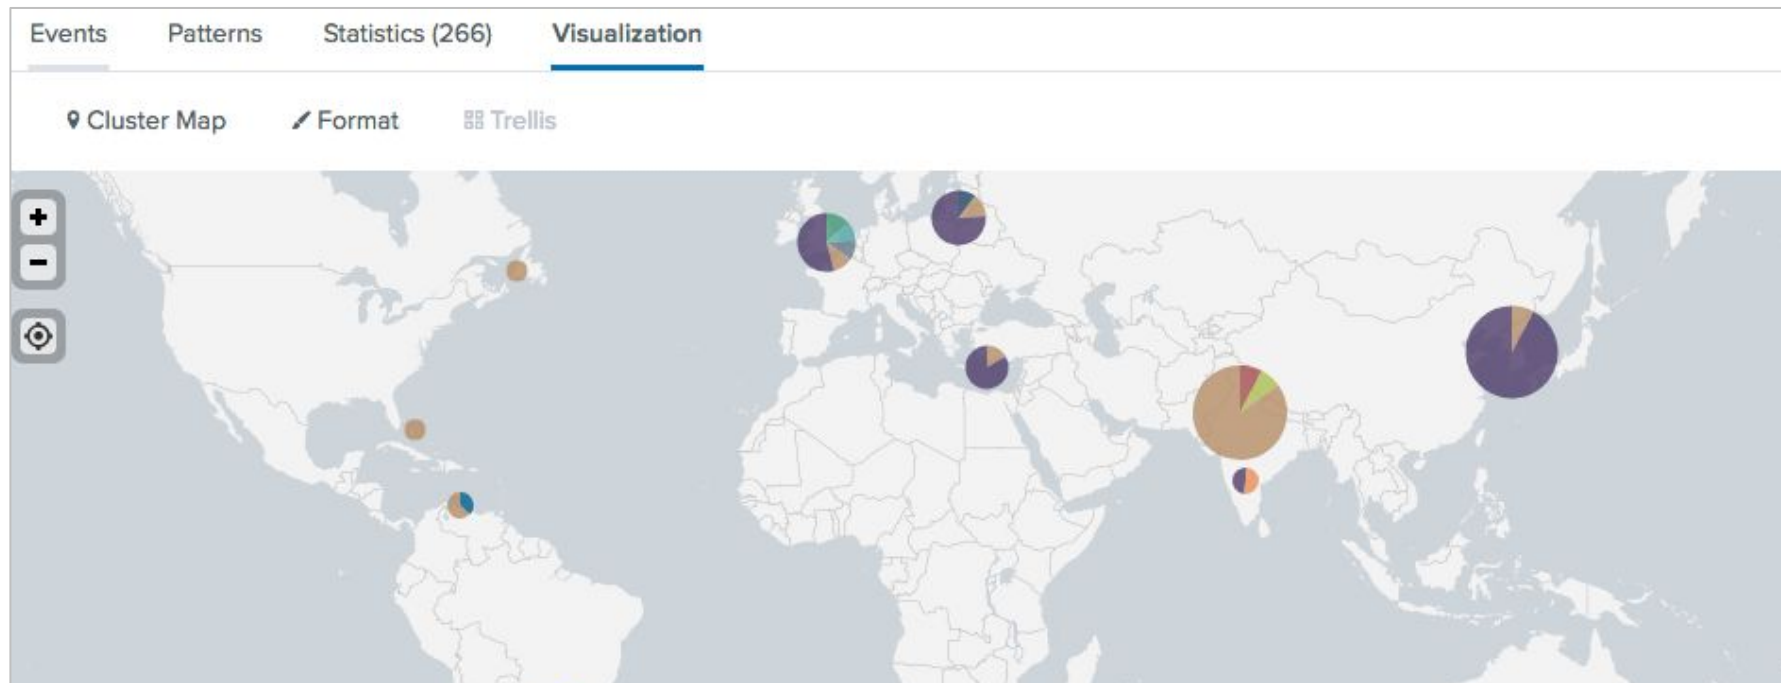 Events Patterns Statistics (266) Visualization
Cluster Map Format Trellis
+
-